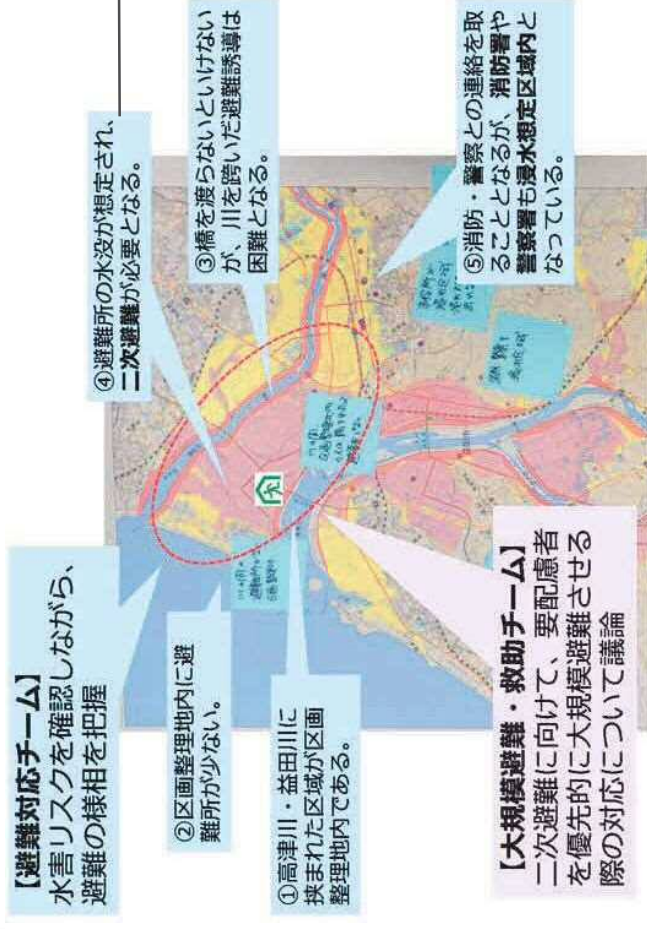 【避難対応チーム】
水害リスクを確認しながら、
避難の様相を把握
②区画整理地内に避
難所が少ない。
①高津川・益田川に
挟まれた区域が区画
整理地内である。
【大規模避難・救助チーム】
二次避難に向けて、要配慮者
を優先的に大規模避難させる
際の対応について議論
④避難所の水没が想定され、
二次避難が必要となる。
③橋を渡らないといけない
が、川を跨いだ避難誘導は
困難となる。
⑤消防・警察との連絡を取
ることとなるが、消防署や
警察署も浸水想定区域内と
なっている。